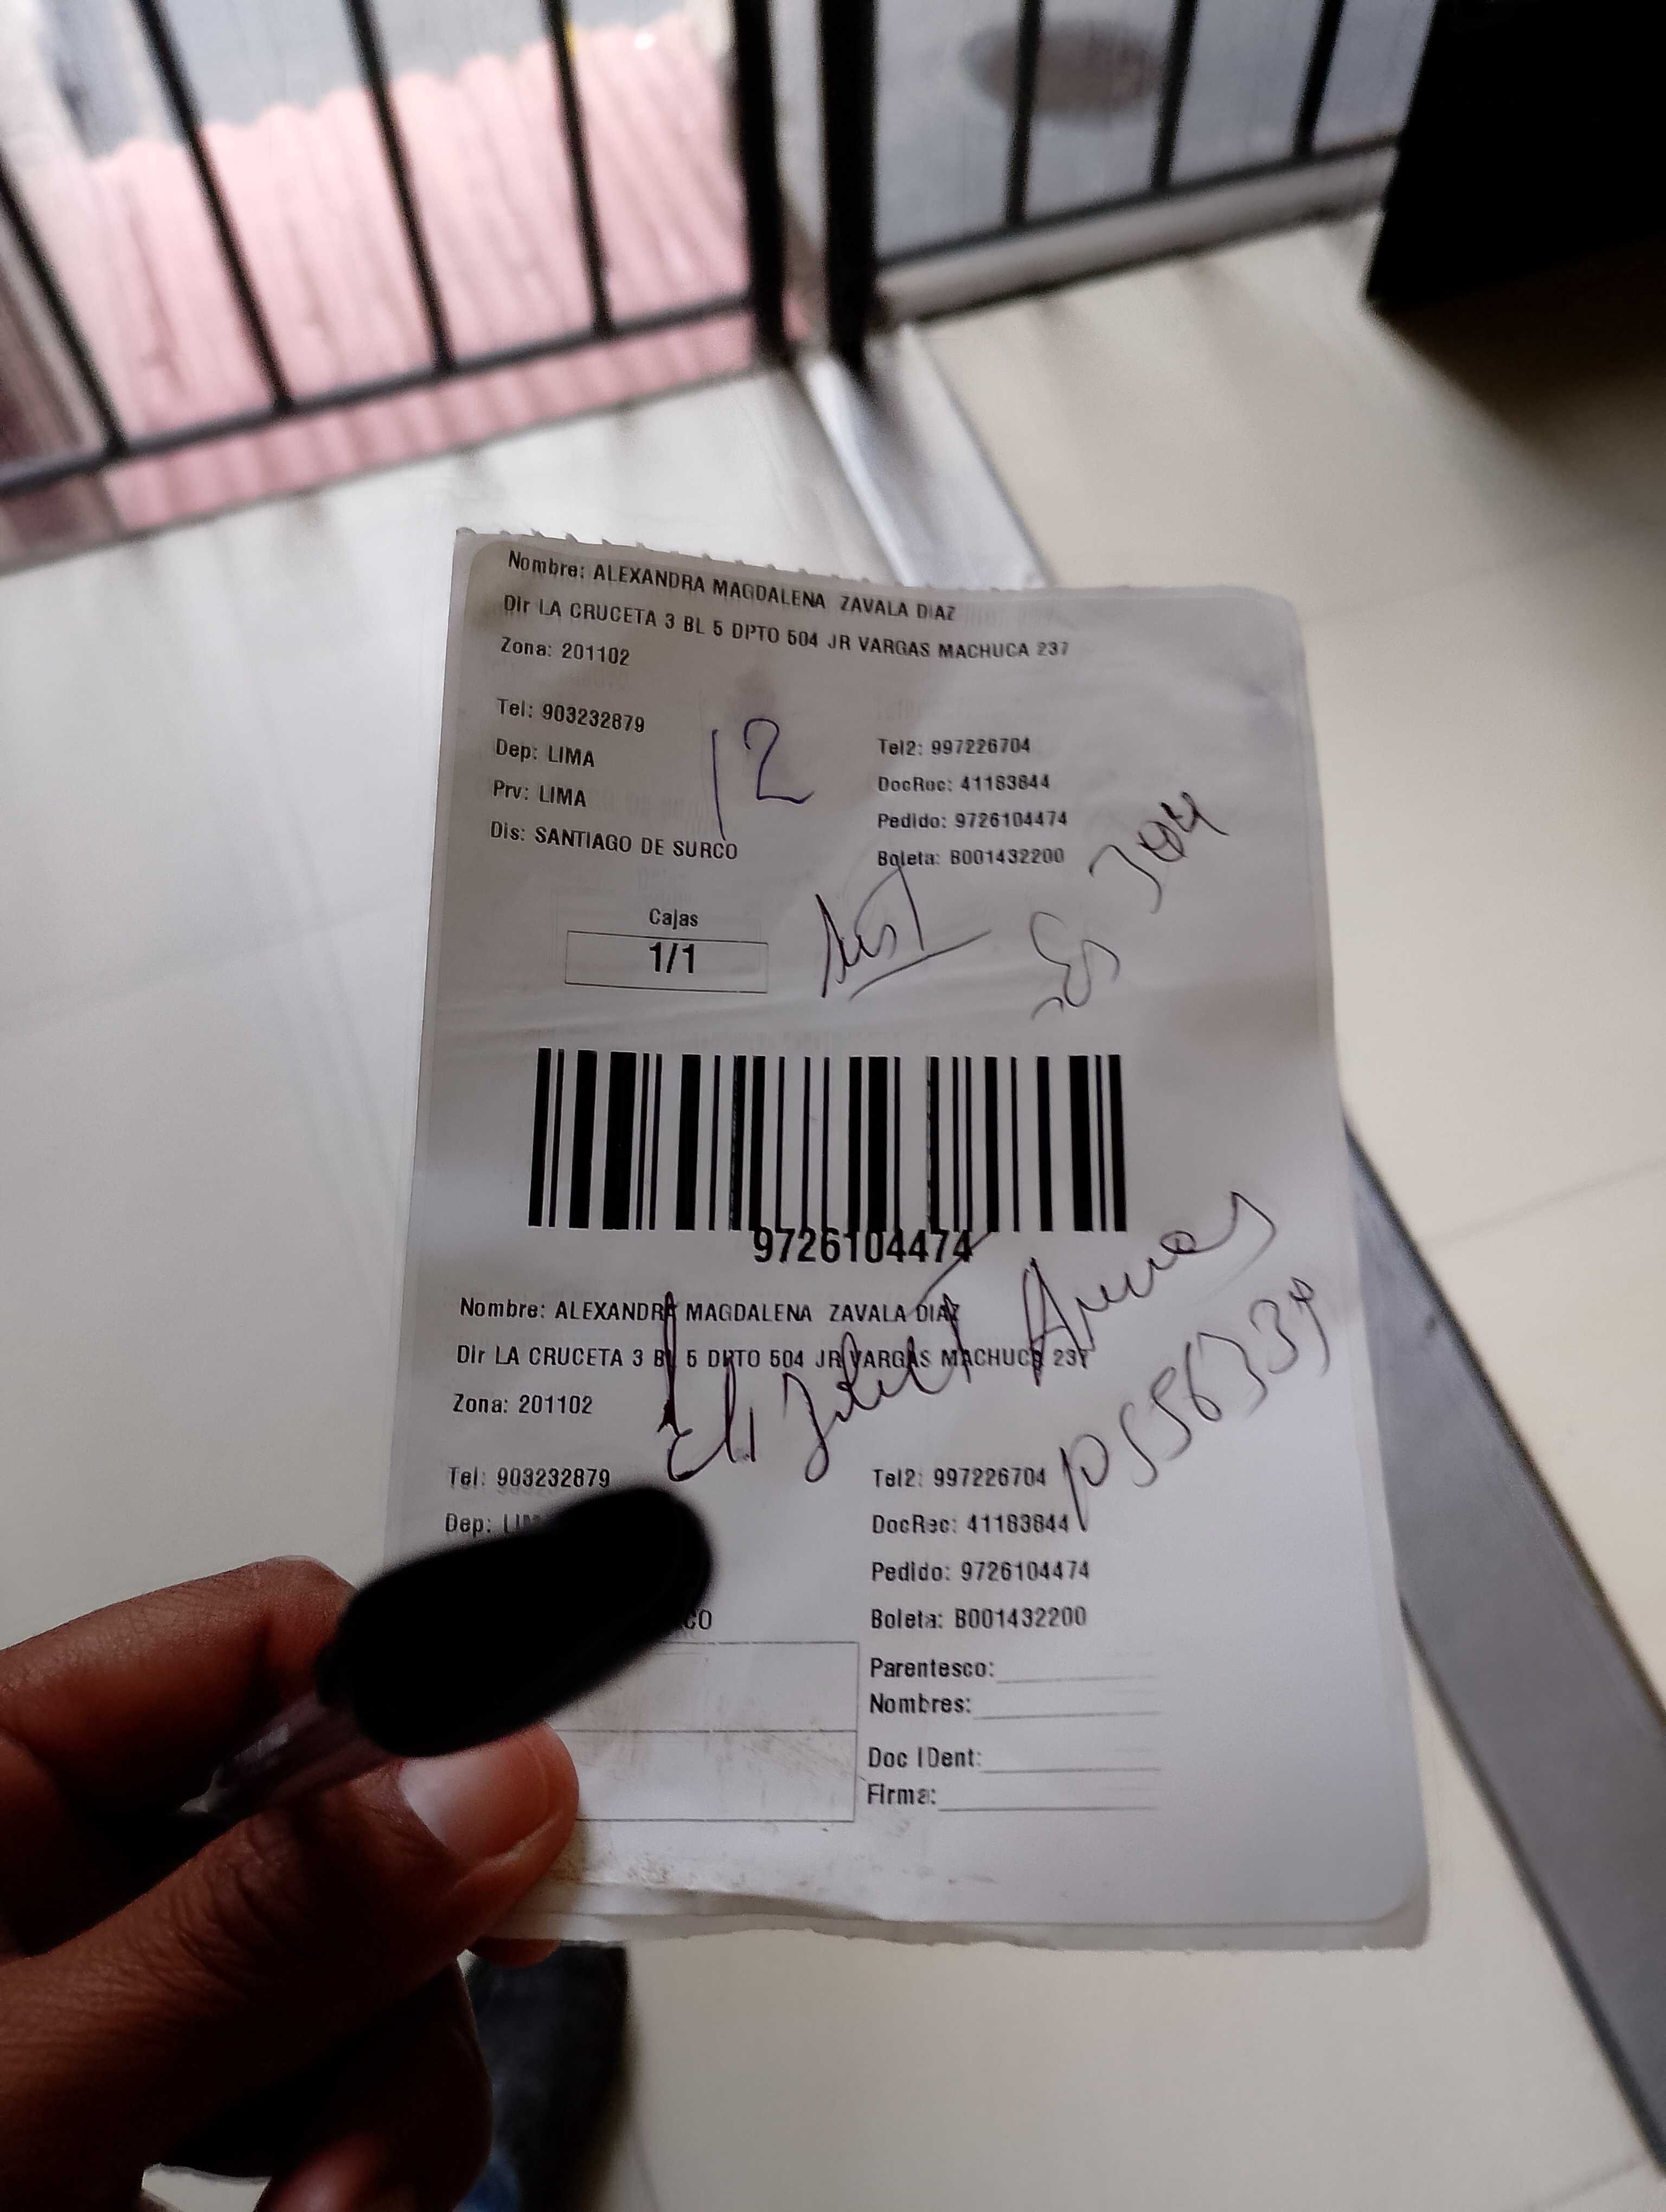 Nombre: ALEXANDRA MAGDALENA ZAVALA DIAZ
Dir LA CRUCETA 3 BL 5 DPTO 504 JR VARGAS MACHUCA 237
Zona: 201102
Tel: 903232879
Tel2: 997226704
Dep: LIMA
DocRec: 41183844
Prv: LIMA
Pedido: 9726104474
Dis: SANTIAGO DE SURCO
Boleta: B001432200
12
Cajas
1/1
9726104474
Nombre: ALEXANDRA MAGDALENA ZAVALA DIAZ
Dir LA CRUCETA 3 BL 5 DPTO 504 JR VARGAS MACHUCA 237
Zona: 201102
Tel: 903232879
Tel2: 997226704
Dep:
DocRec: 41183844
Pedido: 9726104474
CO
Boleta: B001432200
Parentesco:
Nombres:
Doc IDent:
Firma: